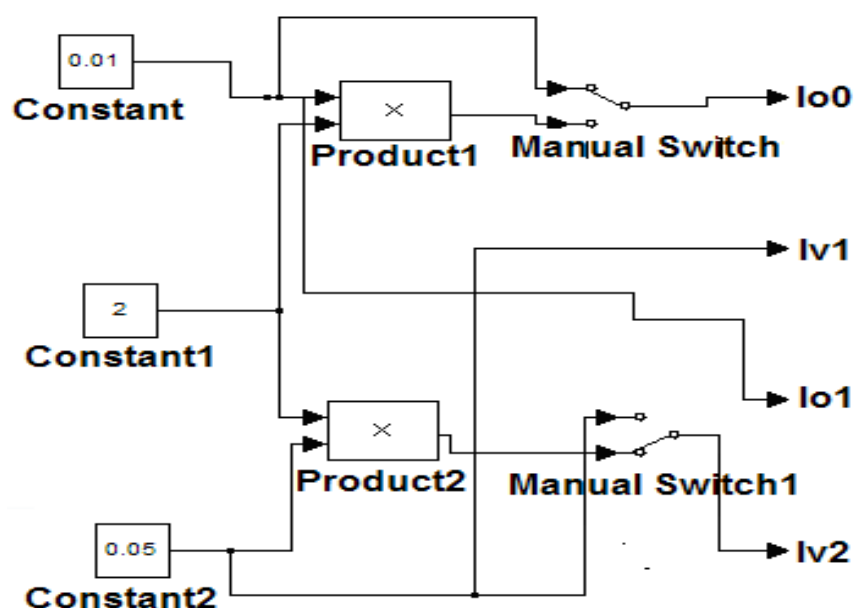 0.01
Constant
×
Product1
Manual Switch
Io0
Iv1
2
Constant1
Io1
×
Product2
Manual Switch1
0.05
Constant2
Iv2